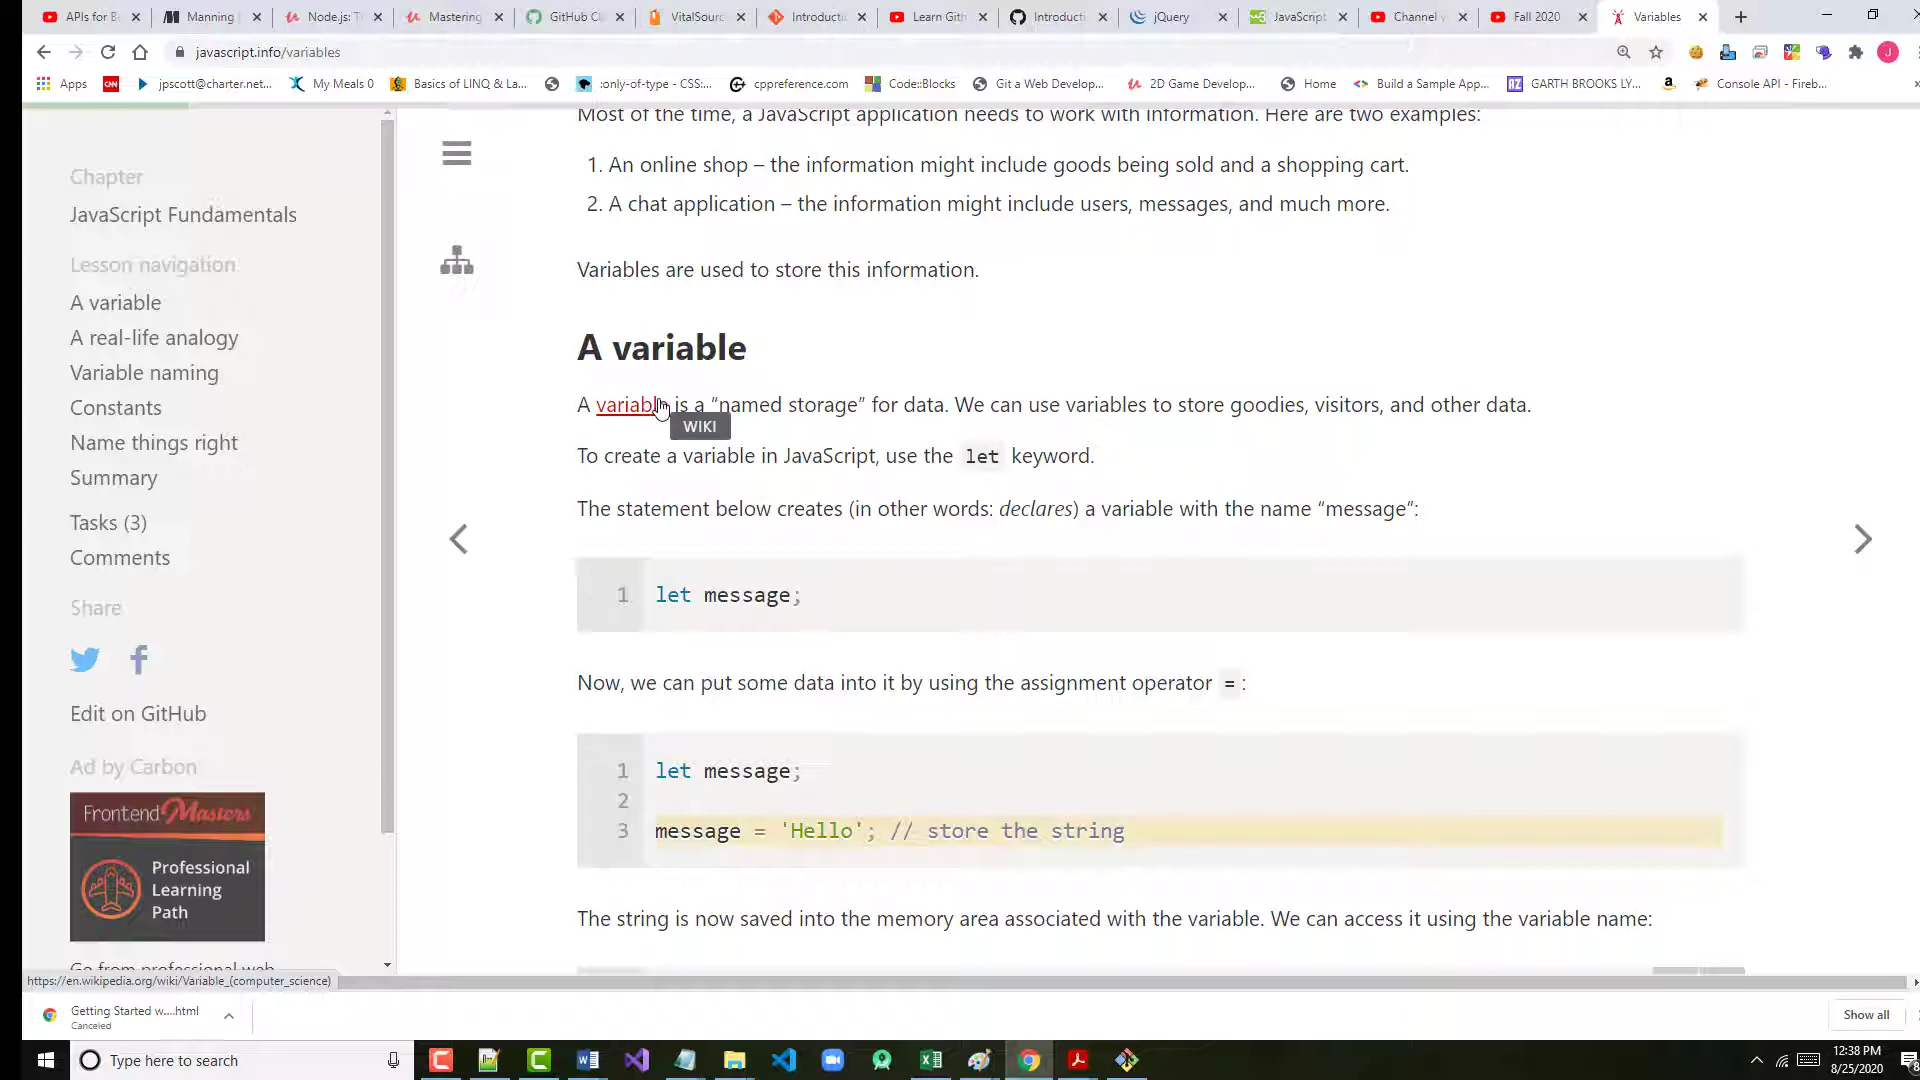 APIs for B
Manning
Node.js: T
Mastering
GitHub Cl
VitalSourc
Introducti
Learn Gith
Introducti
jQuery
JavaScript
Channel
Fall 2020
Variables
javascript.info/variables
J
Apps
CNN
jpscott@charter.net...
My Meals 0
Basics of LINQ & La...
:only-of-type - CSS:...
cppreference.com
Code::Blocks
Git a Web Develop...
2D Game Develop...
Home
Build a Sample App...
GARTH BROOKS LY...
Console API - Fireb...
Most of the time, a JavaScript application needs to work with information. Here are two examples:
1. An online shop – the information might include goods being sold and a shopping cart.
2. A chat application – the information might include users, messages, and much more.
Variables are used to store this information.
Chapter
JavaScript Fundamentals
Lesson navigation
A variable
A real-life analogy
Variable naming
Constants
Name things right
Summary
Tasks (3)
Comments
Share
Edit on GitHub
Ad by Carbon
Frontend Masters
Professional
Learning
Path
Go from professional web
A variable
A variable is a “named storage” for data. We can use variables to store goodies, visitors, and other data.
WIKI
To create a variable in JavaScript, use the let keyword.
The statement below creates (in other words: declares) a variable with the name “message”:
1 let message;
Now, we can put some data into it by using the assignment operator = :
1 let message;
2
3 message = 'Hello'; // store the string
The string is now saved into the memory area associated with the variable. We can access it using the variable name:
https://en.wikipedia.org/wiki/Variable_(computer_science)
Getting Started w....html
Canceled
Show all
Type here to search
12:38 PM
8/25/2020